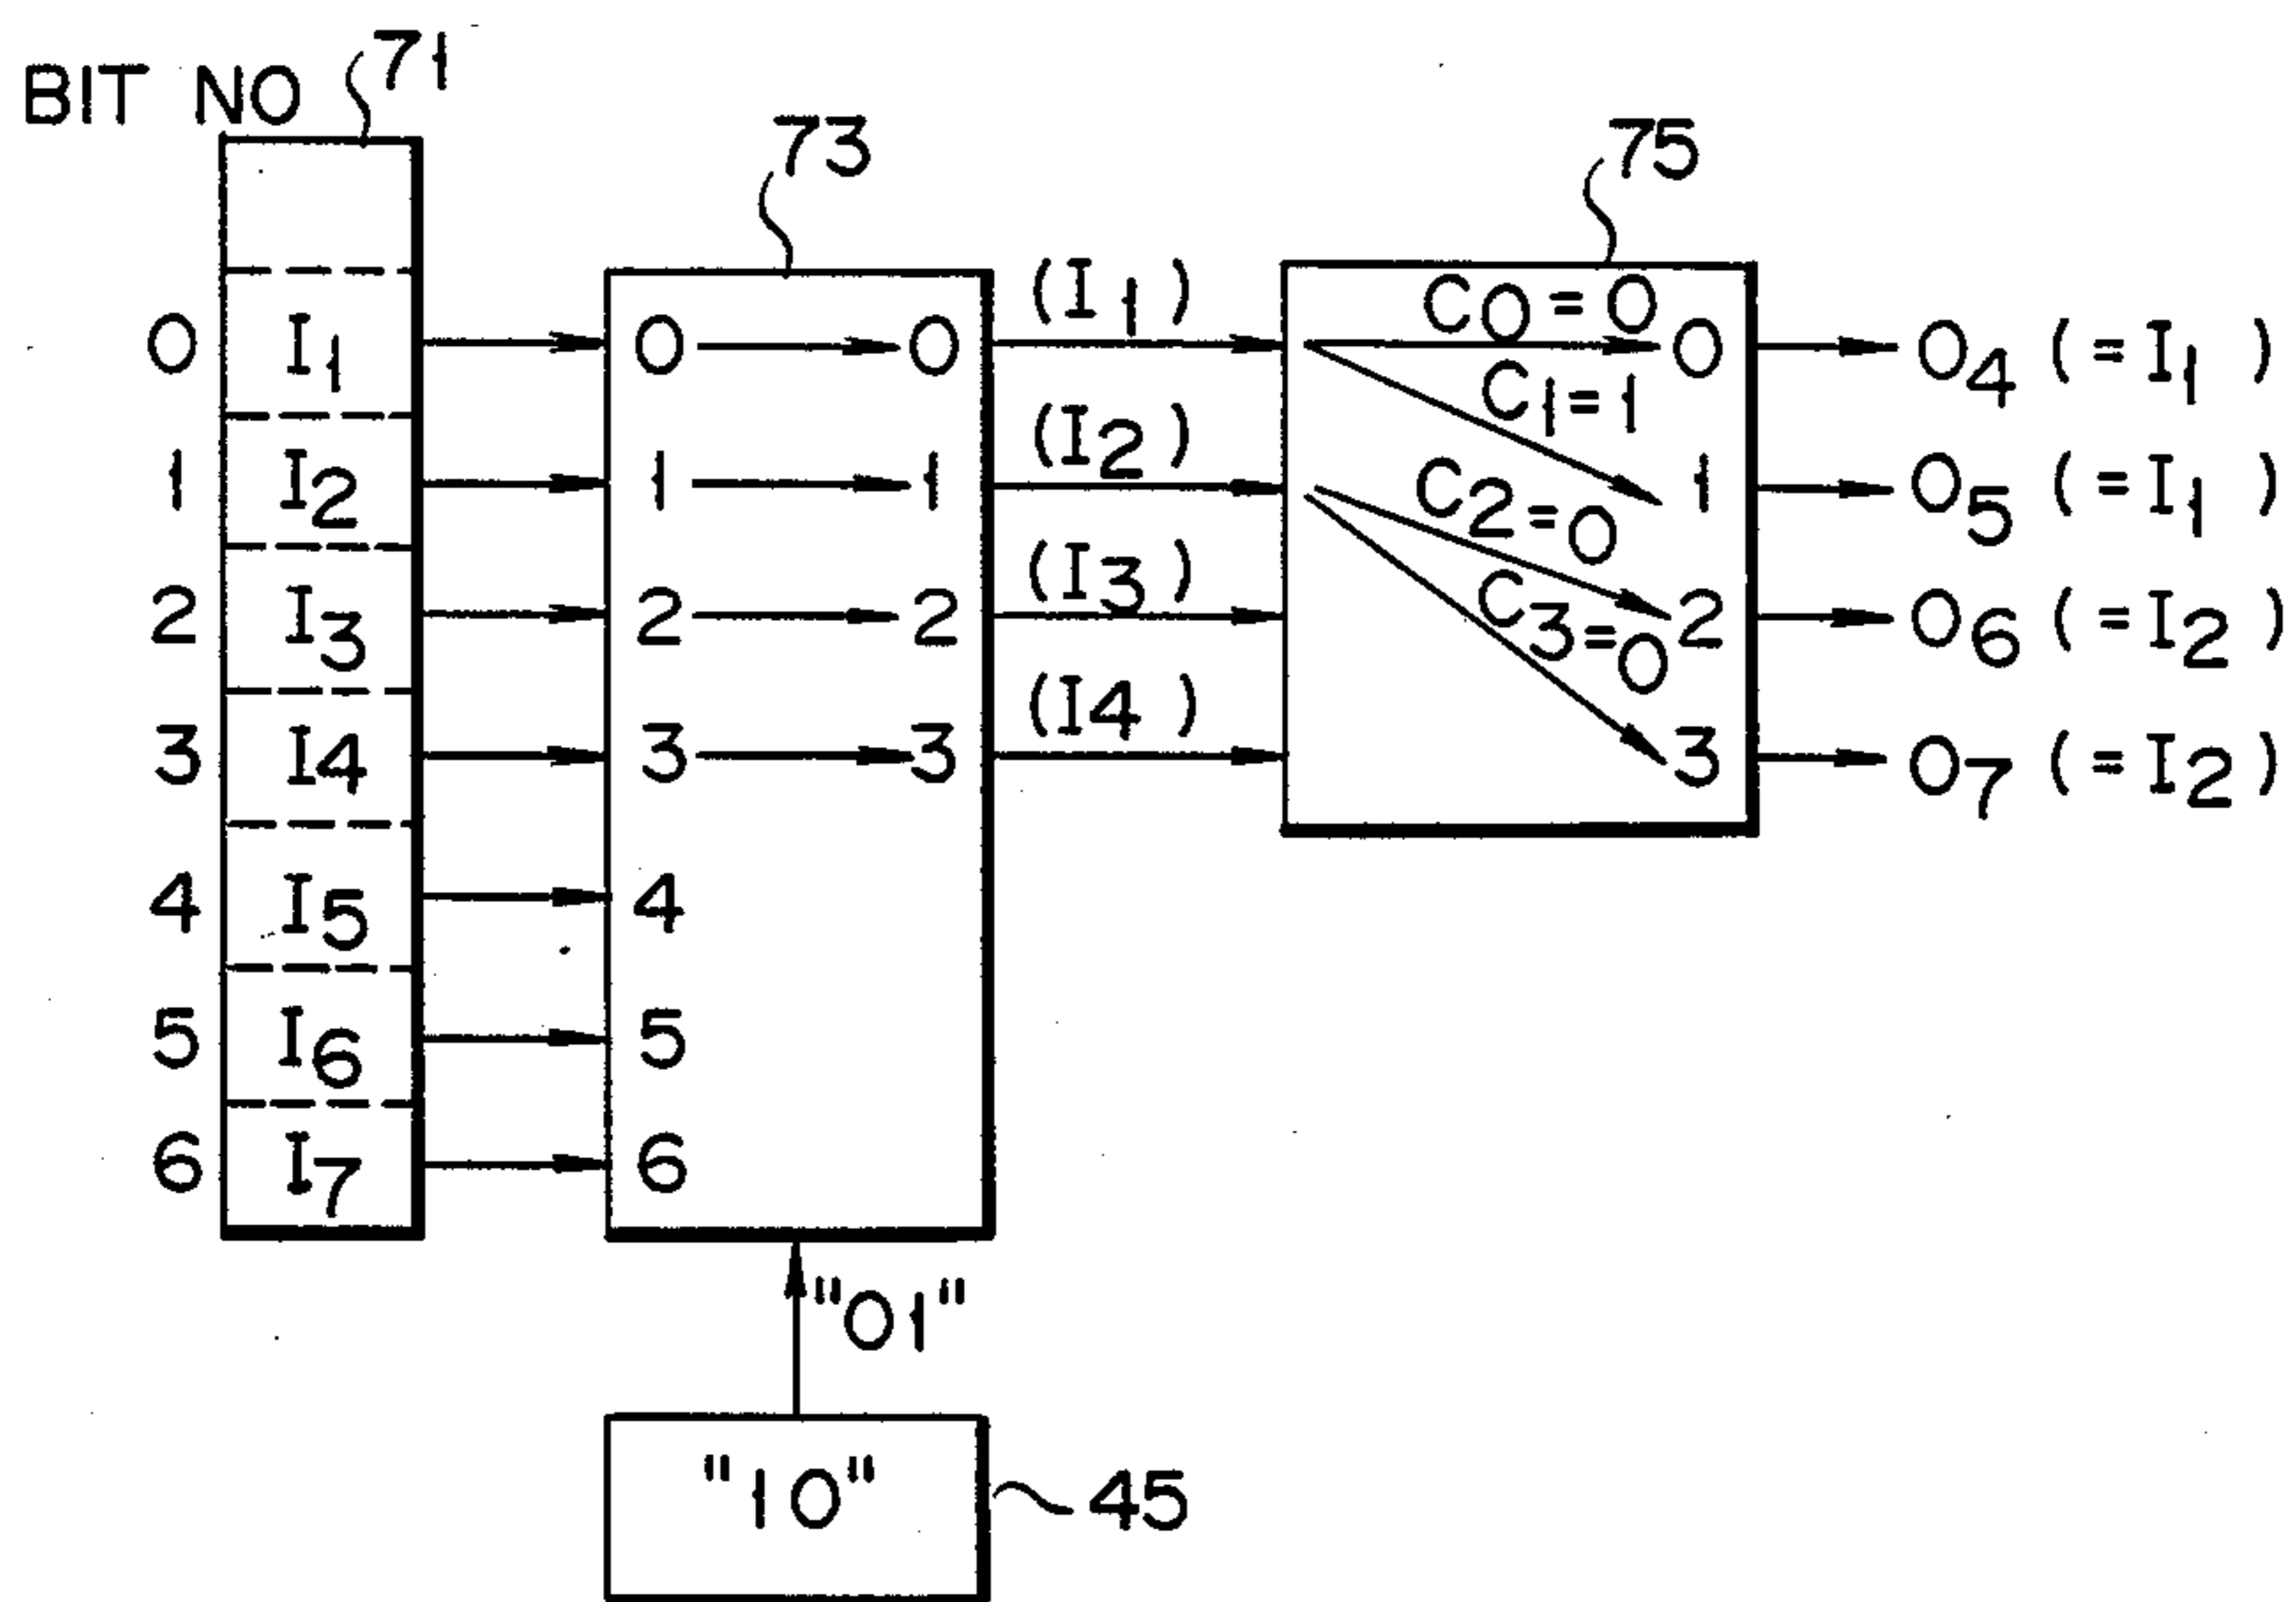 BIT NO 71
73
75
0 I1 0 0 (I1) C0=0 0 O4 (=I1)
C1=1
1 I2 1 1 (I2) C2=0 1 O5 (=I1)
2 I3 2 2 (I3) C3=0 2 O6 (=I2)
3 I4 3 3 (I4) 3 O7 (=I2)
4 I5 4
5 I6 5
6 I7 6
"01"
"10" 45